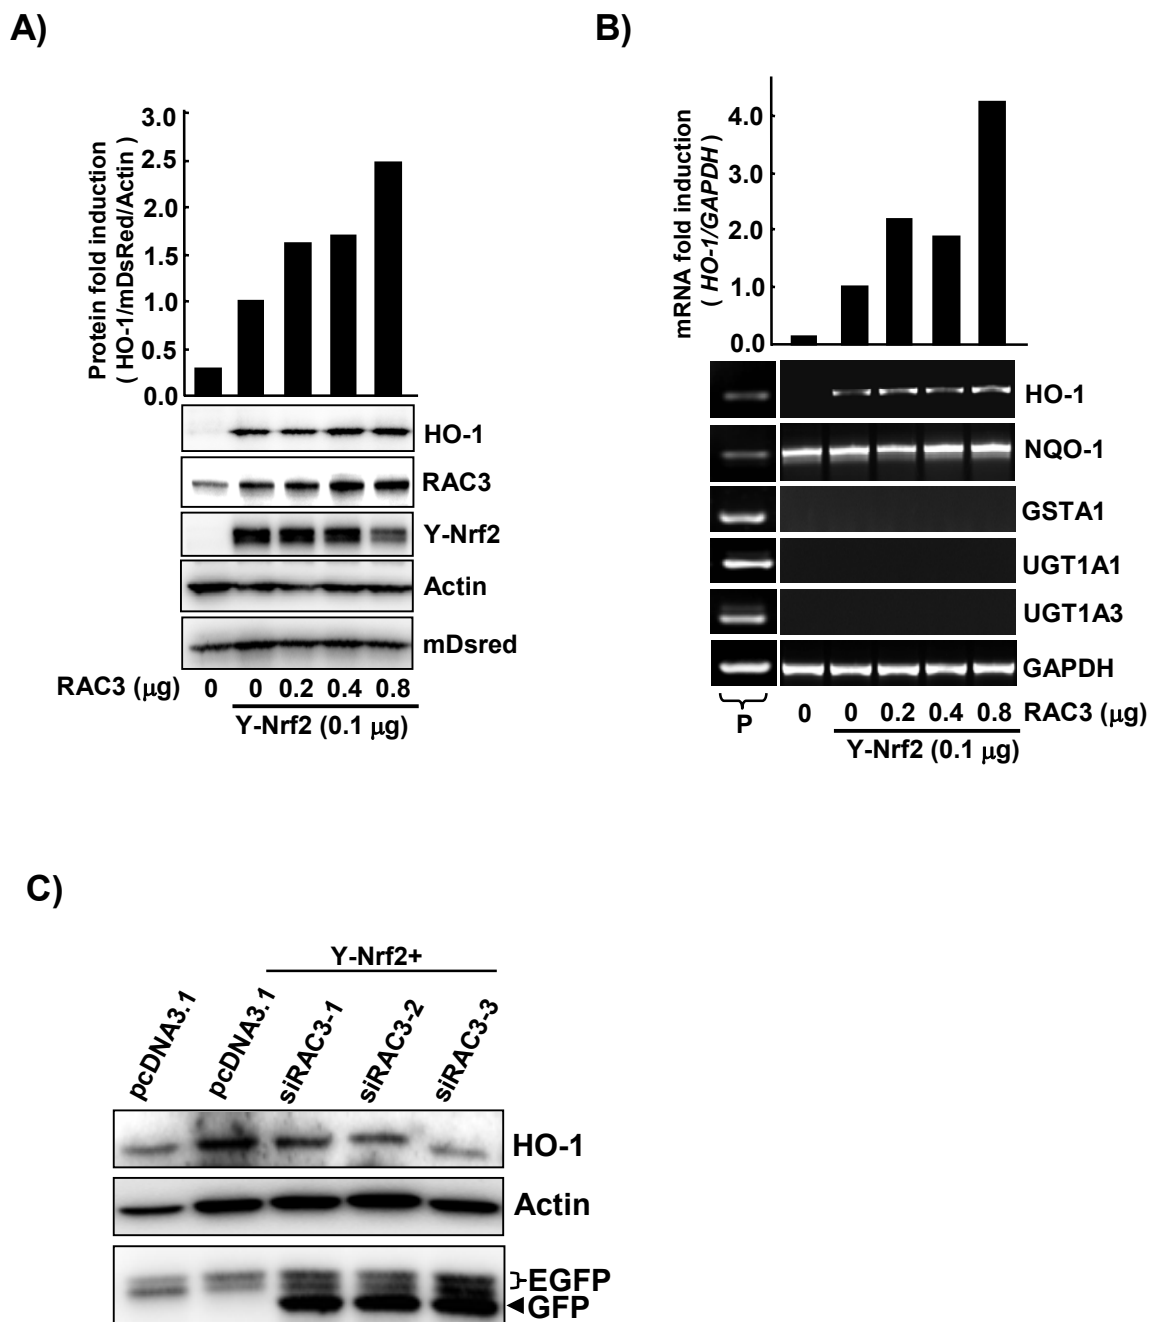 A)
Protein fold induction
( HO-1/mDsRed/Actin )
3.0
2.5
2.0
1.5
1.0
0.5
0.0
HO-1
RAC3
Y-Nrf2
Actin
mDsred
RAC3 (μg) 0 0 0.2 0.4 0.8
Y-Nrf2 (0.1 μg)
B)
mRNA fold induction
( HO-1/GAPDH )
4.0
3.0
2.0
1.0
0.0
HO-1
NQO-1
GSTA1
UGT1A1
UGT1A3
GAPDH
P
0 0 0.2 0.4 0.8 RAC3 (μg)
Y-Nrf2 (0.1 μg)
C)
Y-Nrf2+
pcDNA3.1
pcDNA3.1
siRAC3-1
siRAC3-2
siRAC3-3
HO-1
Actin
EGFP
GFP